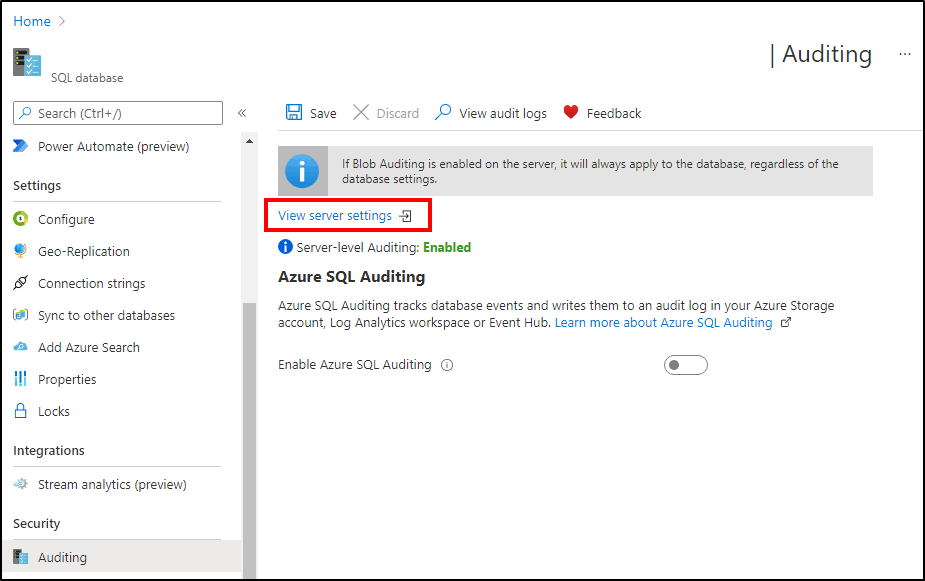 Home
| Auditing ...
SQL database
Search (Ctrl+/)
«
Save
Discard
View audit logs
Feedback
Power Automate (preview)
Settings
Configure
Geo-Replication
Connection strings
Sync to other databases
Add Azure Search
Properties
Locks
Integrations
Stream analytics (preview)
Security
Auditing
If Blob Auditing is enabled on the server, it will always apply to the database, regardless of the
database settings.
View server settings
Server-level Auditing: Enabled
Azure SQL Auditing
Azure SQL Auditing tracks database events and writes them to an audit log in your Azure Storage
account, Log Analytics workspace or Event Hub. Learn more about Azure SQL Auditing
Enable Azure SQL Auditing